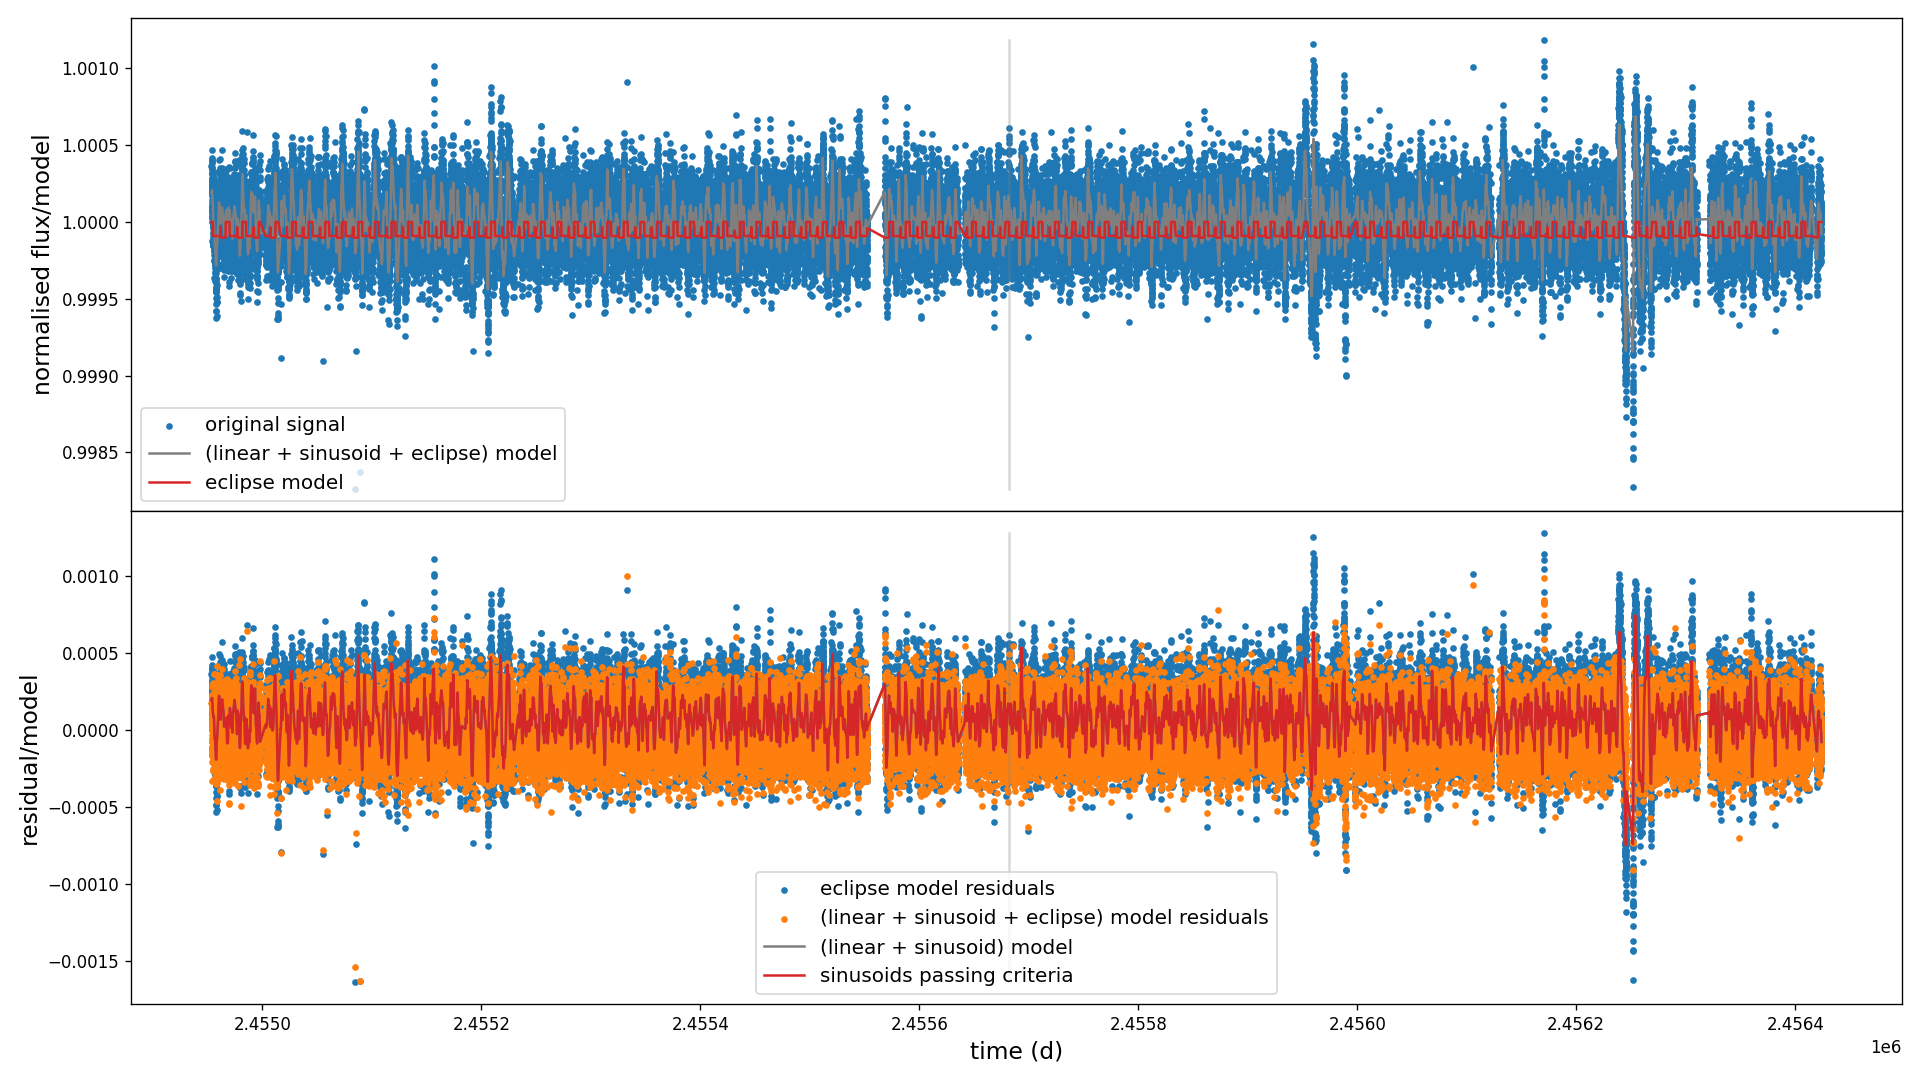 normalised flux/model
1.0010
1.0005
1.0000
0.9995
0.9990
0.9985
original signal
(linear + sinusoid + eclipse) model
eclipse model
residual/model
0.0010
0.0005
0.0000
−0.0005
−0.0010
−0.0015
eclipse model residuals
(linear + sinusoid + eclipse) model residuals
(linear + sinusoid) model
sinusoids passing criteria
2.4550
2.4552
2.4554
2.4556
2.4558
2.4560
2.4562
2.4564
time (d)
1e6